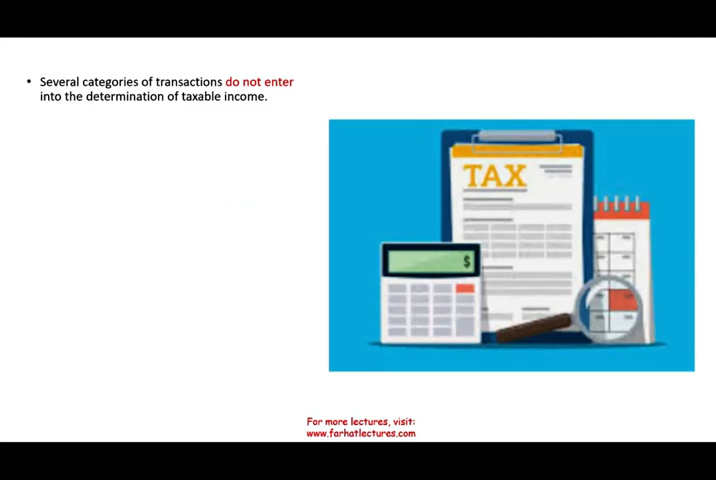 • Several categories of transactions do not enter
into the determination of taxable income.
TAX
$
For more lectures, visit:
www.farhatlectures.com